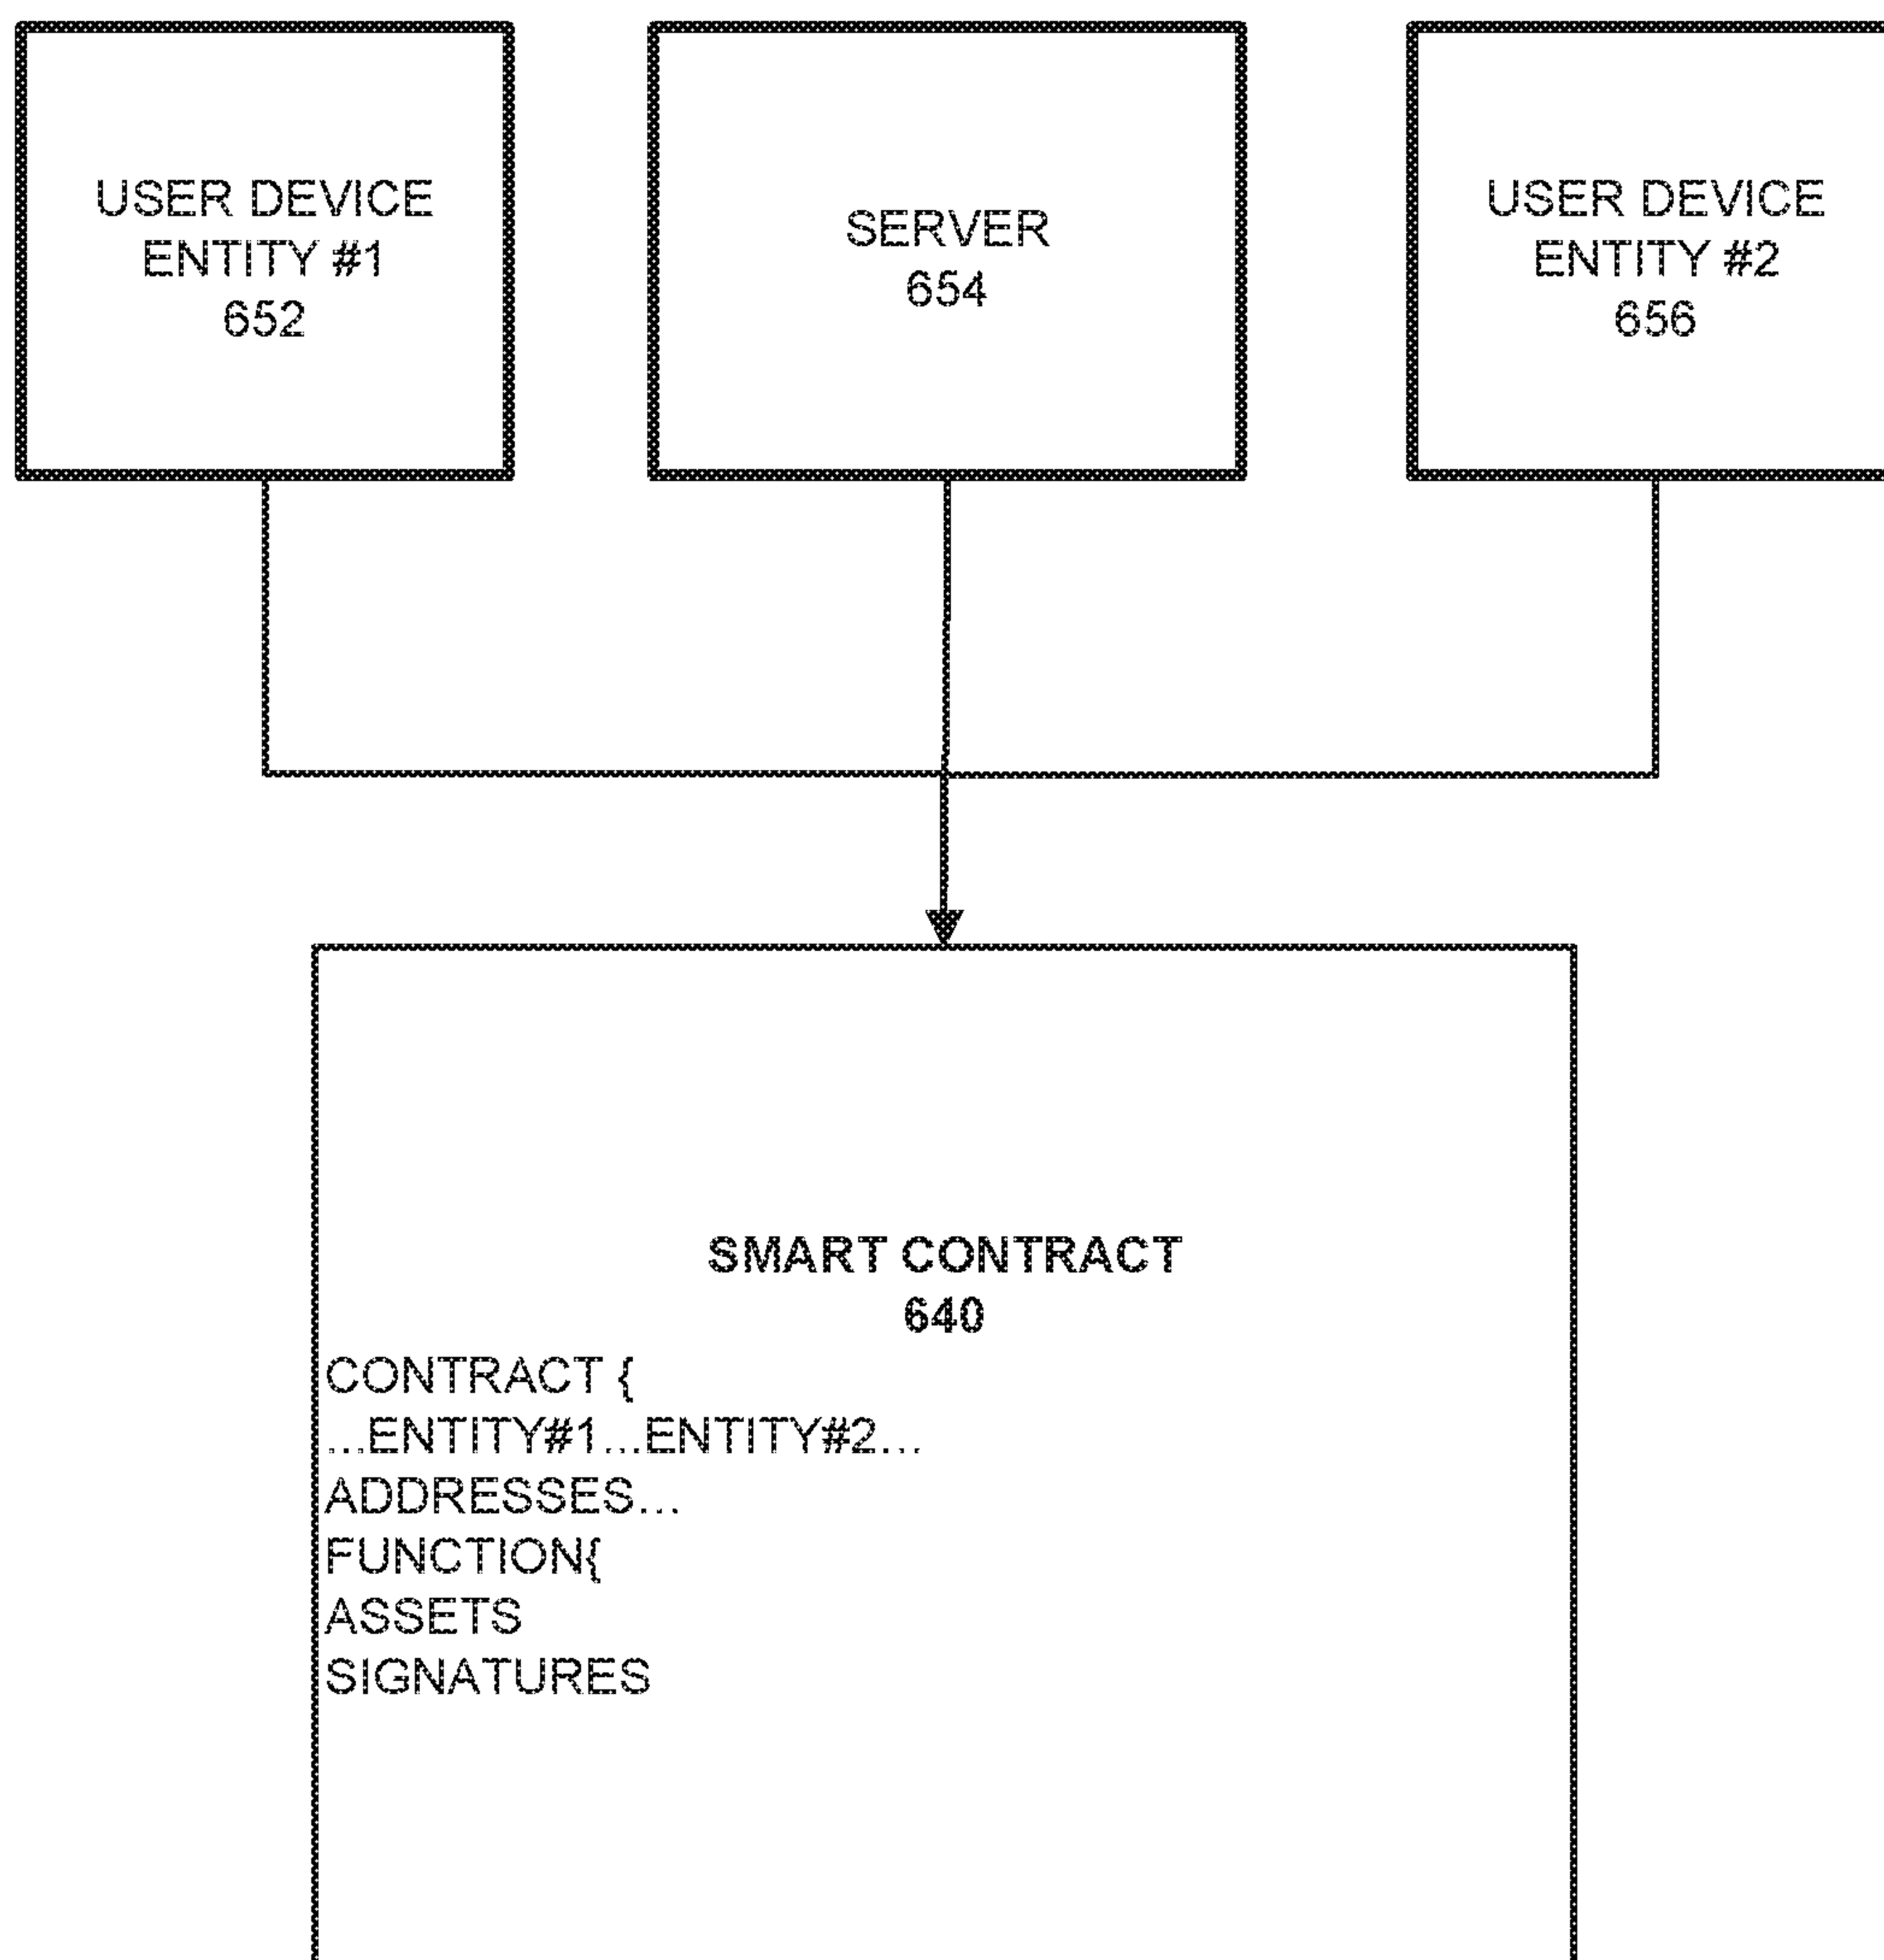 USER DEVICE
ENTITY #1
652
SERVER
654
USER DEVICE
ENTITY #2
656
SMART CONTRACT
640
CONTRACT {
...ENTITY#1...ENTITY#2...
ADDRESSES...
FUNCTION{
ASSETS
SIGNATURES